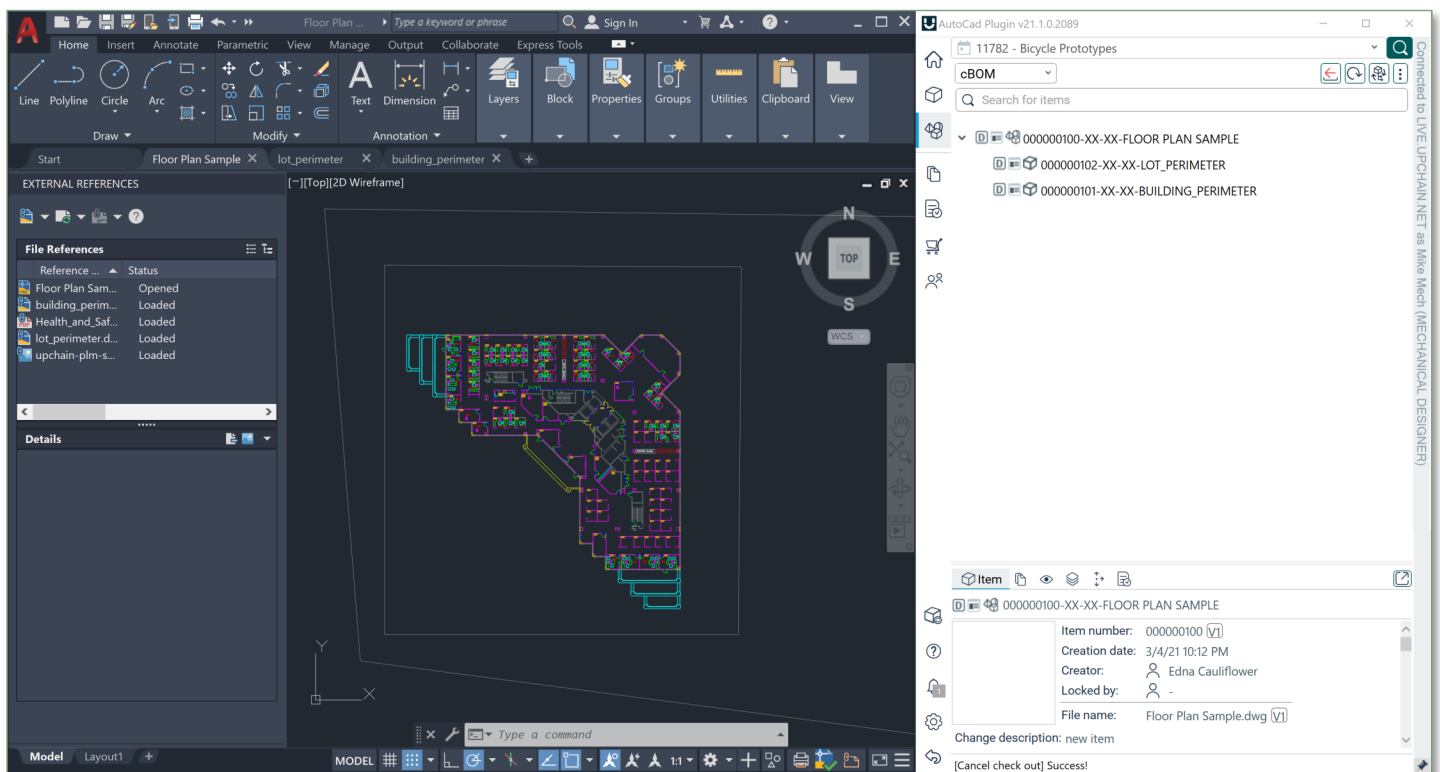 Floor Plan ...
Type a keyword or phrase
Sign In
Home Insert Annotate Parametric View Manage Output Collaborate Express Tools
Line Polyline Circle Arc
Text Dimension
Layers Block Properties Groups Utilities Clipboard View
Draw Modify Annotation
Start Floor Plan Sample lot_perimeter building_perimeter
EXTERNAL REFERENCES
File References
Reference ... Status
Floor Plan Sam... Opened
building_perim... Loaded
Health_and_Saf... Loaded
lot_perimeter.d... Loaded
upchain-plm-s... Loaded
Details
[−][Top][2D Wireframe]
N
W TOP E
S
WCS
Y
X
Type a command
Model Layout1
MODEL
1:1
AutoCad Plugin v21.1.0.2089
11782 - Bicycle Prototypes
cBOM
Search for items
D 000000100-XX-XX-FLOOR PLAN SAMPLE
D 000000102-XX-XX-LOT_PERIMETER
D 000000101-XX-XX-BUILDING_PERIMETER
Connected to LIVE.UPCHAIN.NET as Mike Mech (MECHANICAL DESIGNER)
Item
D 000000100-XX-XX-FLOOR PLAN SAMPLE
Item number: 000000100 V1
Creation date: 3/4/21 10:12 PM
Creator: Edna Cauliflower
Locked by: -
File name: Floor Plan Sample.dwg V1
Change description: new item
1
[Cancel check out] Success!